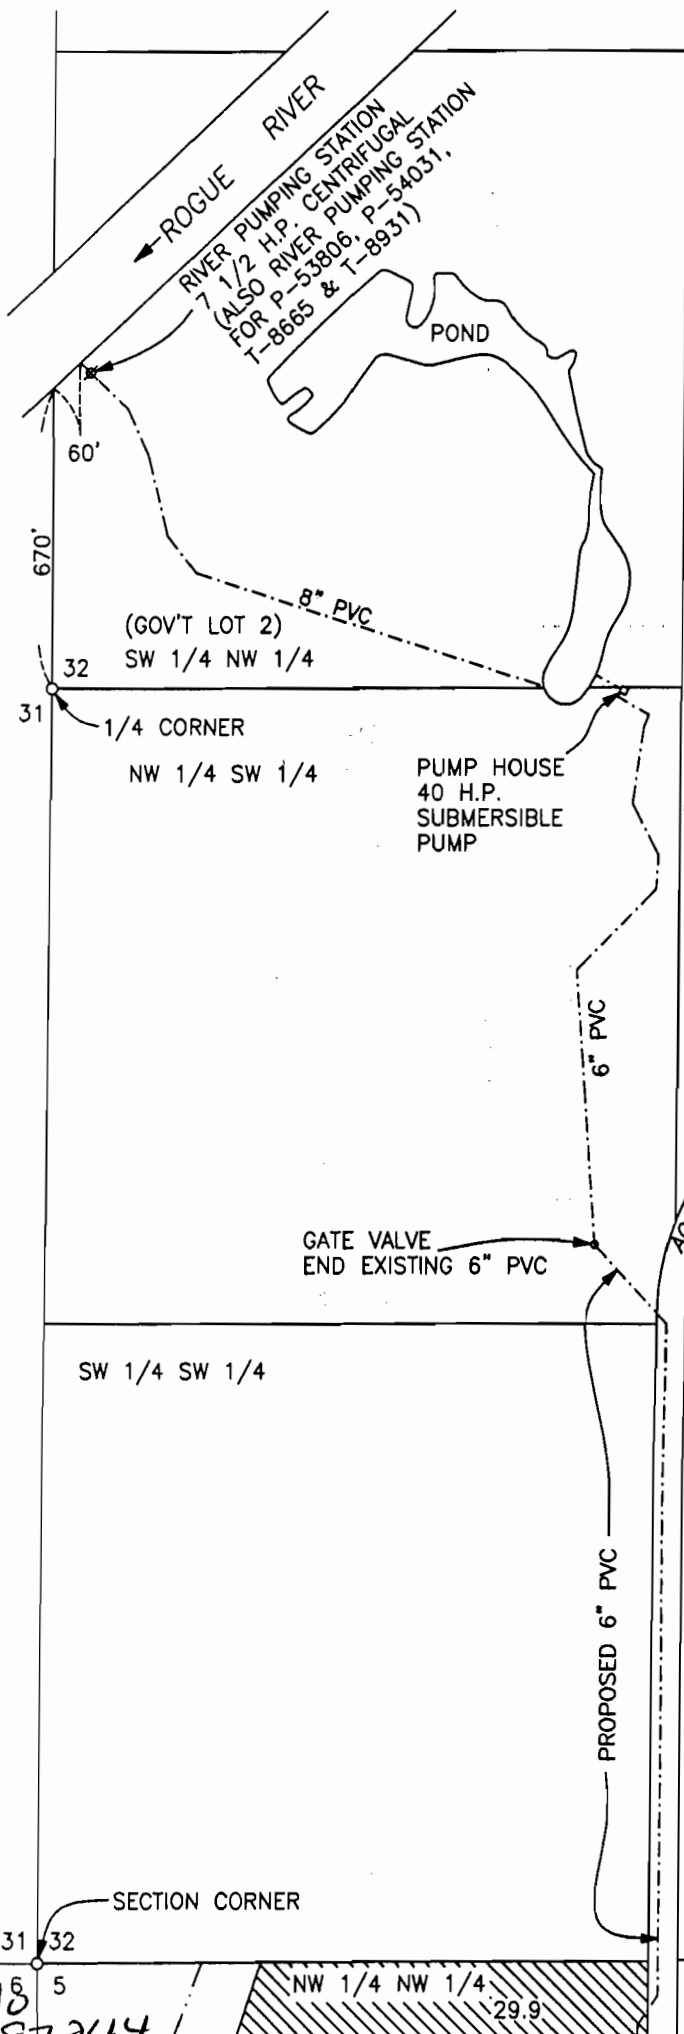 ROGUE RIVER
RIVER PUMPING STATION
7 1/2 H.P. CENTRIFUGAL
(ALSO RIVER PUMPING STATION
FOR P-53806, P-54031,
T-8665 & T-8931)
POND
60'
670'
8" PVC
(GOV'T LOT 2)
SW 1/4 NW 1/4
32
31
1/4 CORNER
NW 1/4 SW 1/4
PUMP HOUSE
40 H.P.
SUBMERSIBLE
PUMP
6" PVC
GATE VALVE
END EXISTING 6" PVC
SW 1/4 SW 1/4
PROPOSED 6" PVC
SECTION CORNER
31 32
6 5
NW 1/4 NW 1/4
29.9